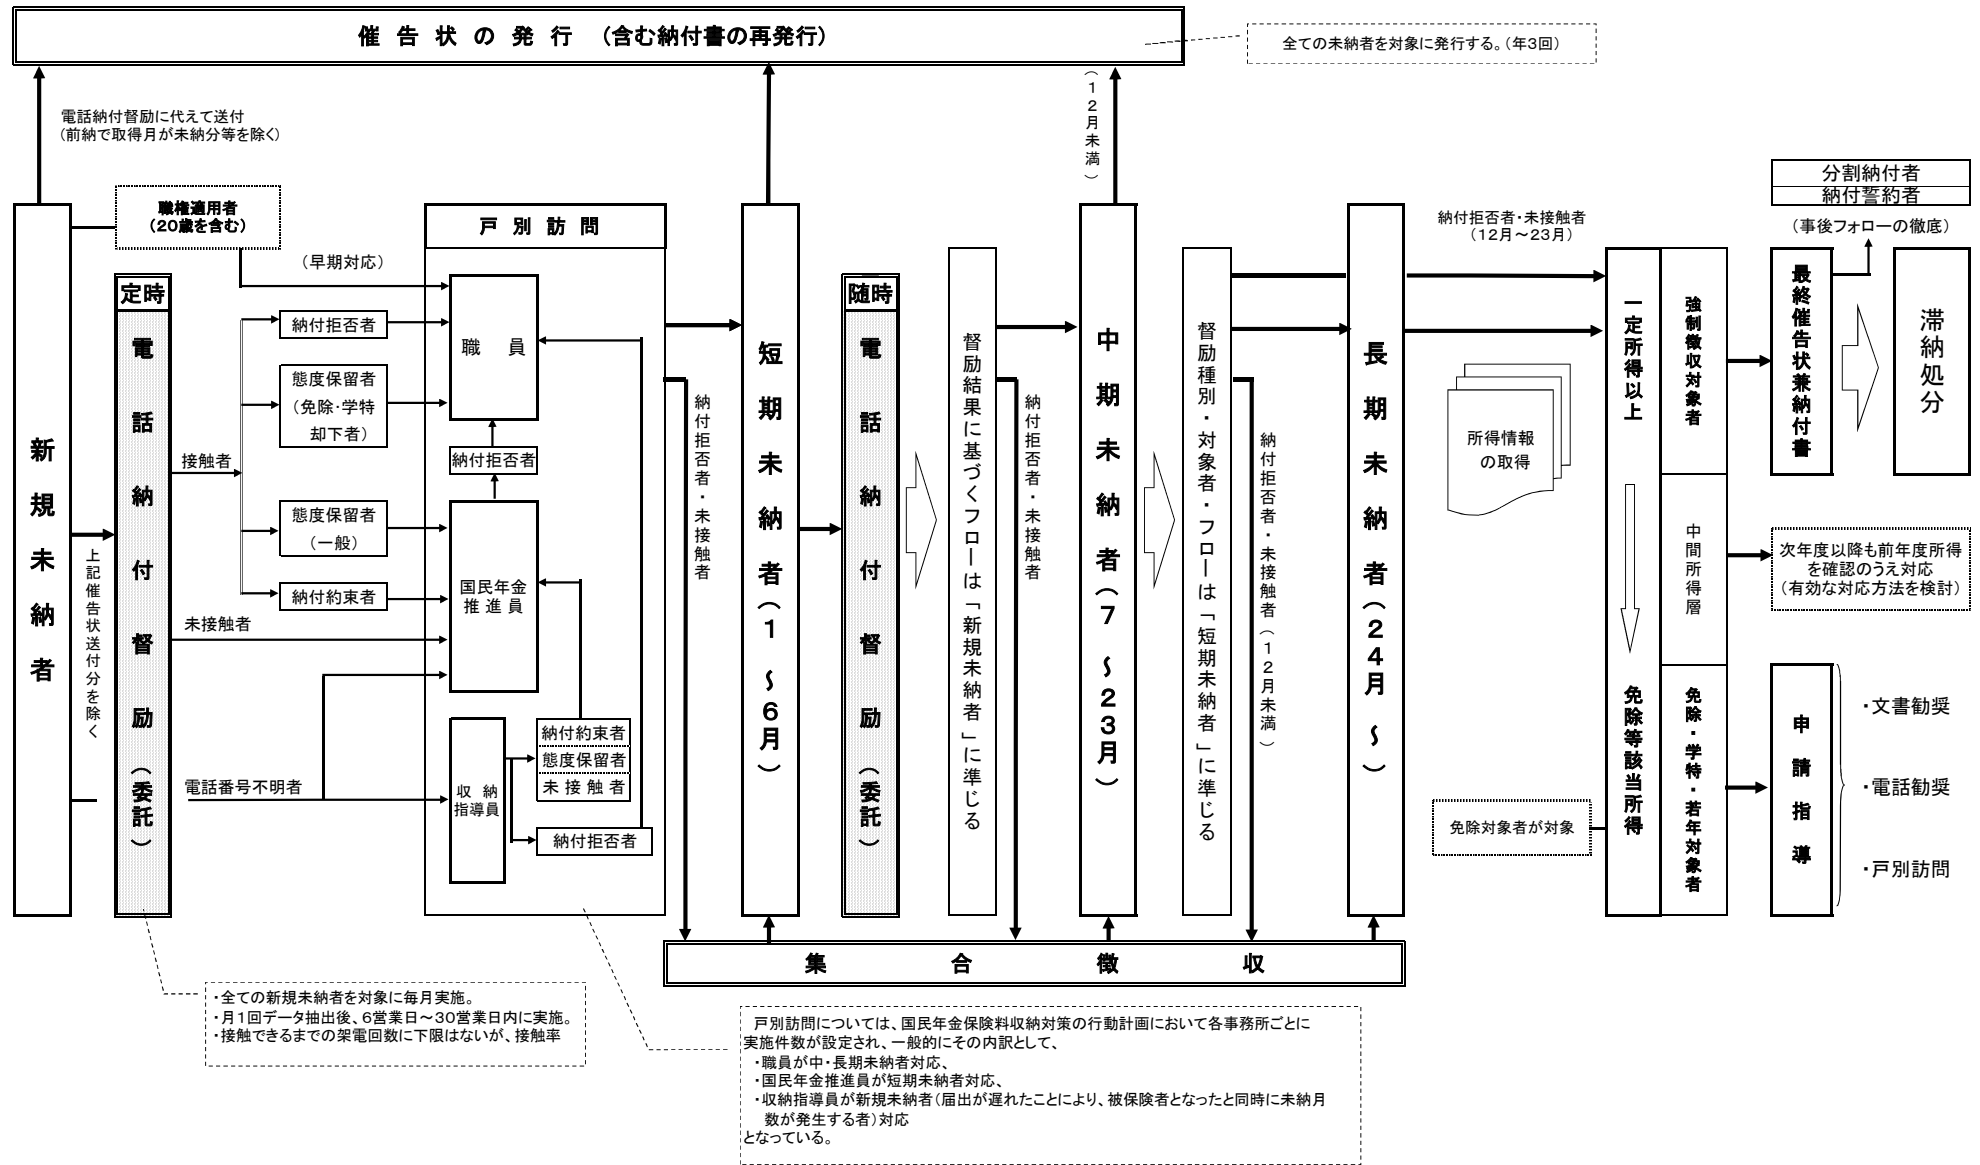 催告状の発行 (含む納付書の再発行)
全ての未納者を対象に発行する。(年3回)
電話納付督励に代えて送付
(前納で取得月が未納分等を除く)
(12月未満)
新規未納者
上記催告状送付分を除く
職権適用者
(20歳を含む)
定時
電話納付督励(委託)
接触者
未接触者
電話番号不明者
(早期対応)
納付拒否者
態度保留者
(免除・学特
却下者)
態度保留者
(一般)
納付約束者
戸別訪問
職員
納付拒否者
国民年金
推進員
収納
指導員
納付約束者
態度保留者
未接触者
納付拒否者
納付拒否者・未接触者
短期未納者(1~6月)
随時
電話納付督励(委託)
督励結果に基づくフローは「新規未納者」に準じる
納付拒否者・未接触者
中期未納者(7~23月)
督励種別・対象者・フローは「短期未納者」に準じる
納付拒否者・未接触者(12月未満)
長期未納者(24月~)
納付拒否者・未接触者
(12月~23月)
所得情報
の取得
免除対象者が対象
一定所得以上
免除等該当所得
強制徴収対象者
中間所得層
免除・学特・若年対象者
分割納付者
納付誓約者
(事後フォローの徹底)
最終催告状兼納付書
滞納処分
次年度以降も前年度所得
を確認のうえ対応
(有効な対応方法を検討)
申請指導
・文書勧奨
・電話勧奨
・戸別訪問
集合徴収
・全ての新規未納者を対象に毎月実施。
・月1回データ抽出後、6営業日~30営業日内に実施。
・接触できるまでの架電回数に下限はないが、接触率
戸別訪問については、国民年金保険料収納対策の行動計画において各事務所ごとに
実施件数が設定され、一般的にその内訳として、
・職員が中・長期未納者対応、
・国民年金推進員が短期未納者対応、
・収納指導員が新規未納者(届出が遅れたことにより、被保険者となったと同時に未納月
数が発生する者)対応
となっている。